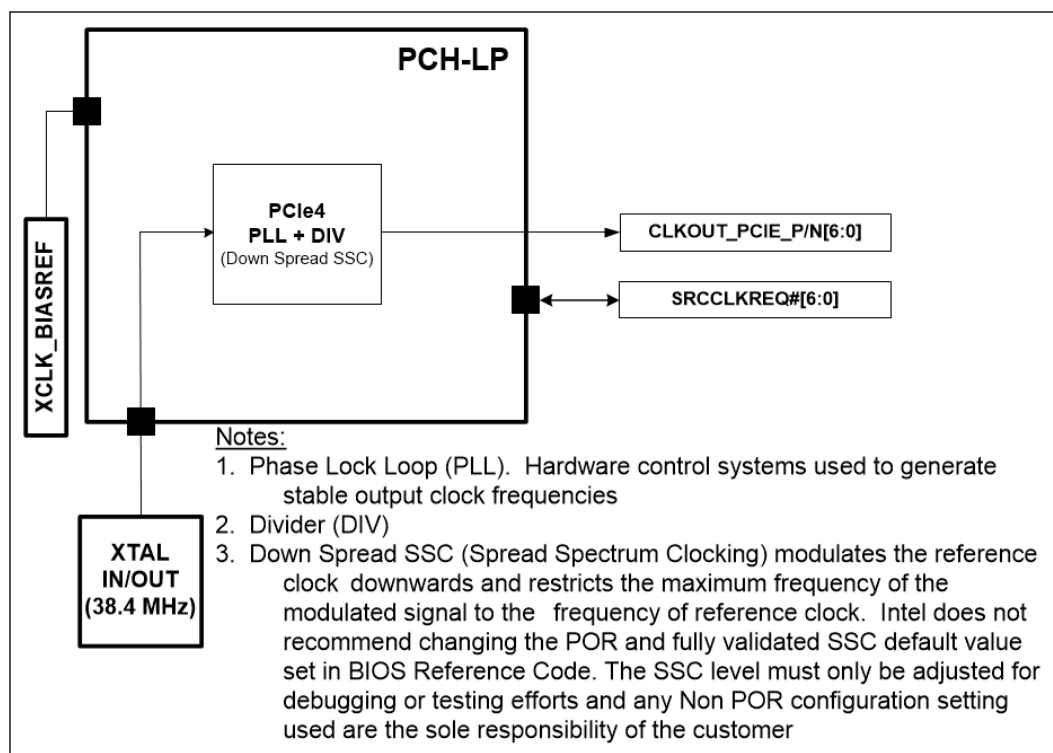 PCH-LP
XCLK_BIASREF
PCIe4
PLL + DIV
(Down Spread SSC)
CLKOUT_PCIE_P/N[6:0]
SRCCLKREQ#[6:0]
XTAL
IN/OUT
(38.4 MHz)
Notes:
1. Phase Lock Loop (PLL). Hardware control systems used to generate
stable output clock frequencies
2. Divider (DIV)
3. Down Spread SSC (Spread Spectrum Clocking) modulates the reference
clock downwards and restricts the maximum frequency of the
modulated signal to the frequency of reference clock. Intel does not
recommend changing the POR and fully validated SSC default value
set in BIOS Reference Code. The SSC level must only be adjusted for
debugging or testing efforts and any Non POR configuration setting
used are the sole responsibility of the customer